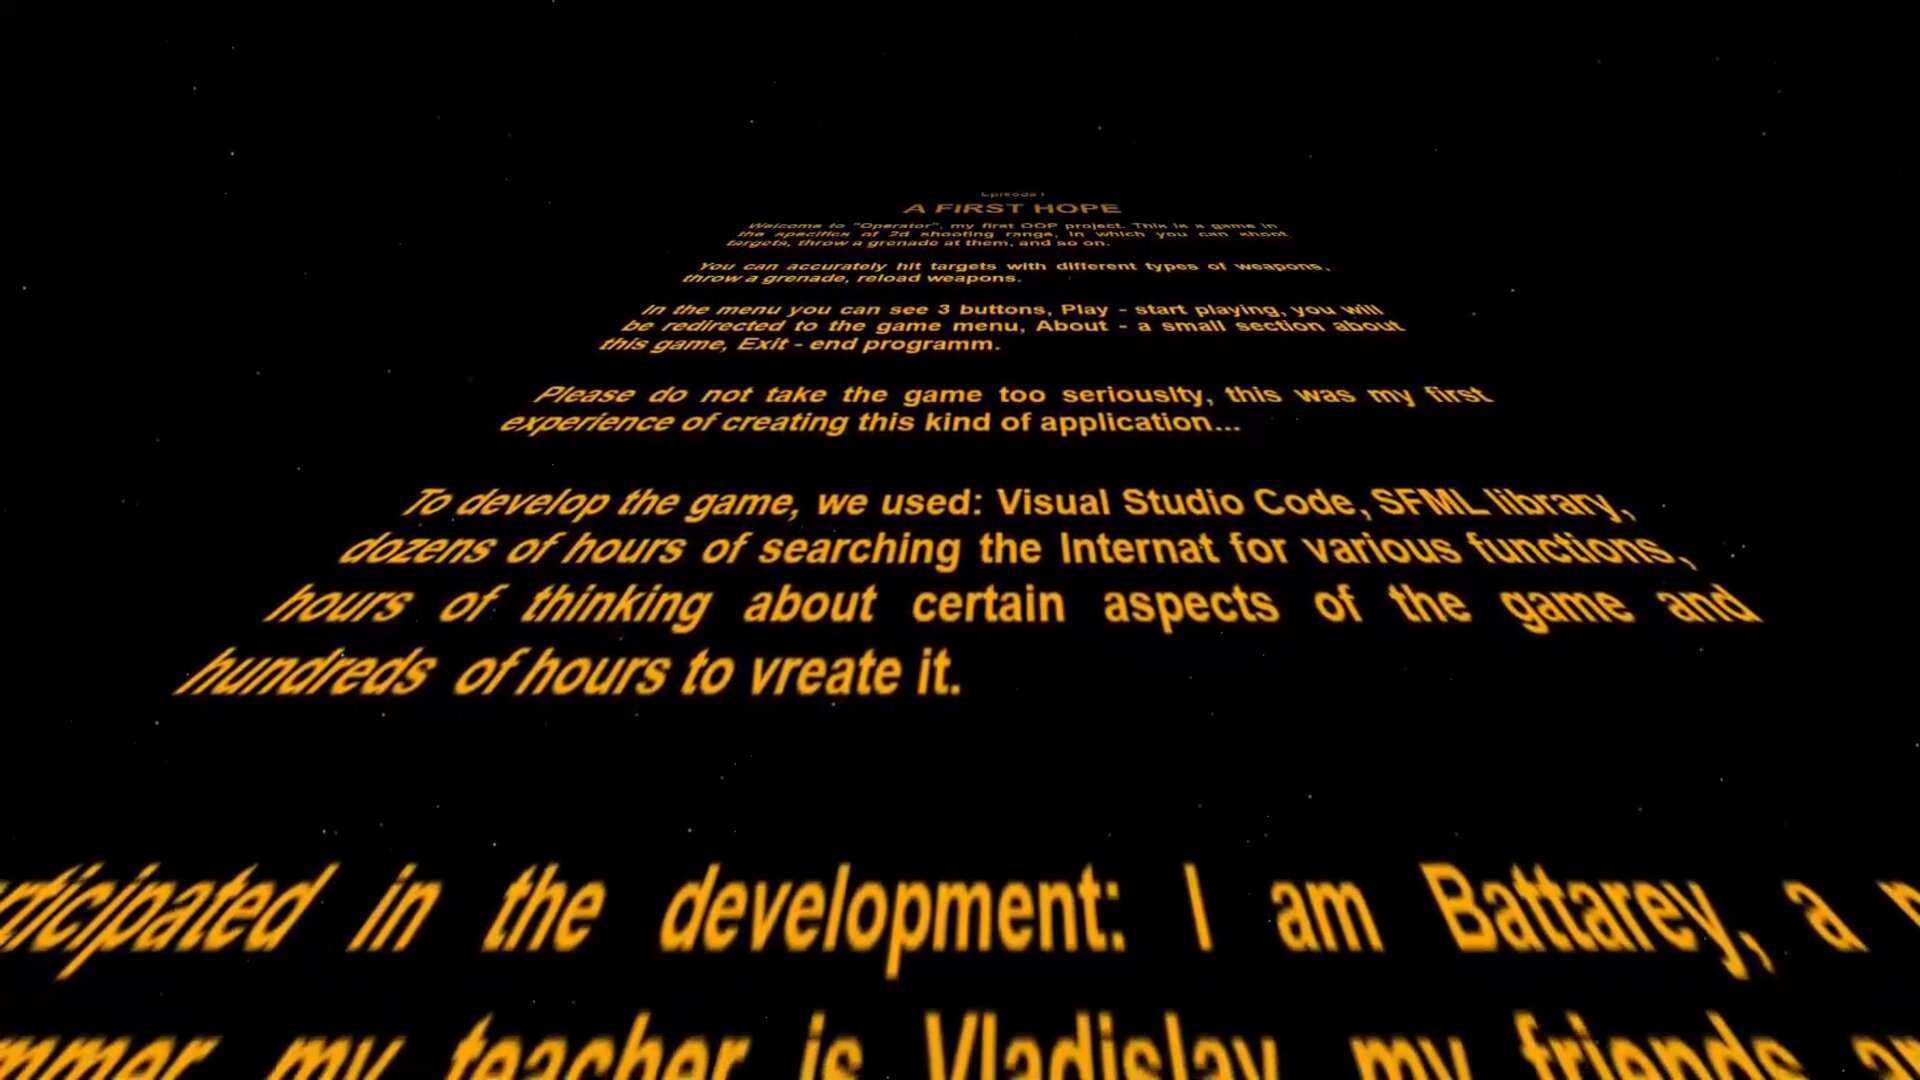 Episode I
A FIRST HOPE
Welcome to "Operator", my first OOP project. This is a game in
the specifics of 2d shooting range, in which you can shoot
targets, throw a grenade at them, and so on.
You can accurately hit targets with different types of weapons,
throw a grenade, reload weapons.
In the menu you can see 3 buttons, Play - start playing, you will
be redirected to the game menu, About - a small section about
this game, Exit - end programm.
Please do not take the game too seriouslty, this was my first
experience of creating this kind of application...
To develop the game, we used: Visual Studio Code, SFML library,
dozens of hours of searching the Internat for various functions,
hours of thinking about certain aspects of the game and
hundreds of hours to vreate it.
in the development: I am Battarey, a
my teacher is Vladislav, my friends